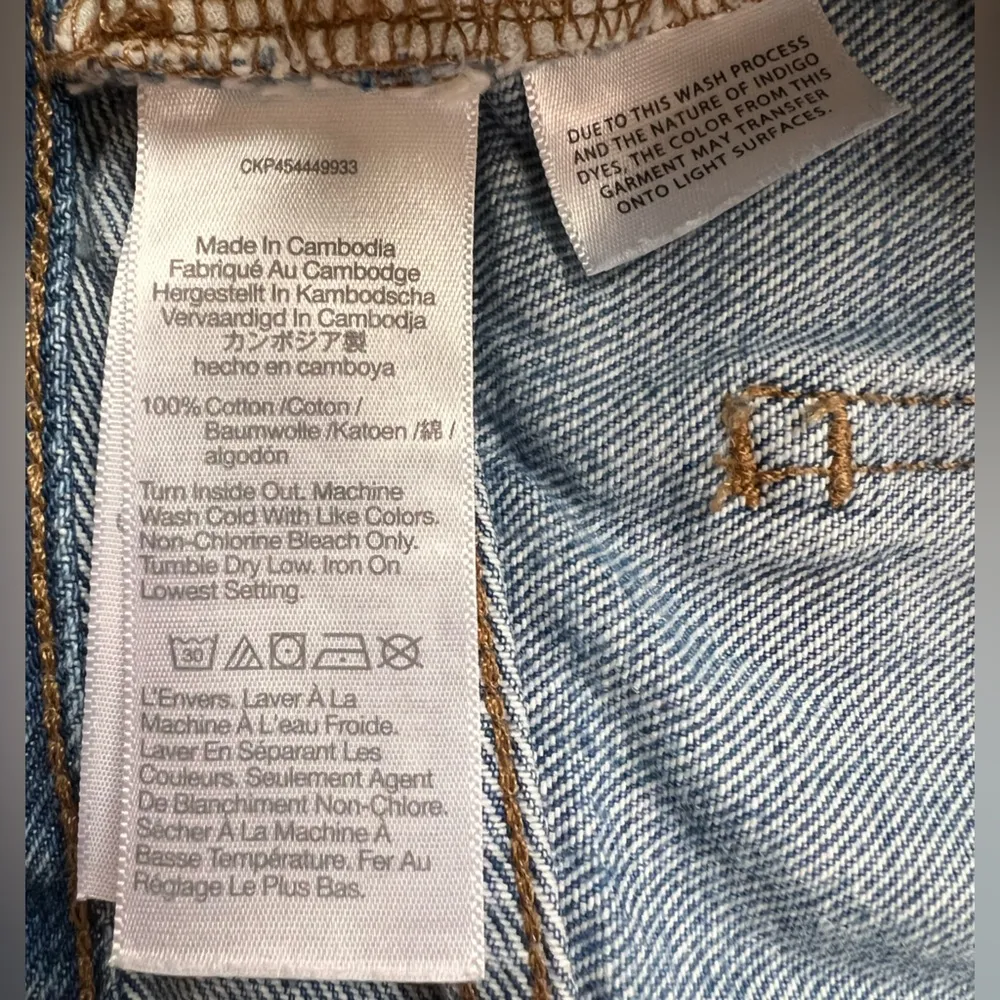 CKP454449933
Made In Cambodia
Fabriqué Au Cambodge
Hergestellt In Kambodscha
Vervaardigd In Cambodja
カンボジア製
hecho en camboya
100% Cotton /Coton /
Baumwolle /Katoen /綿 /
algodón
Turn Inside Out. Machine
Wash Cold With Like Colors.
Non-Chlorine Bleach Only.
Tumble Dry Low. Iron On
Lowest Setting.
30
L'Envers. Laver À La
Machine À L'eau Froide.
Laver En Séparant Les
Couleurs. Seulement Agent
De Blanchiment Non-Chlore.
Sécher À La Machine À
Basse Température. Fer Au
Réglage Le Plus Bas.
DUE TO THIS WASH PROCESS
AND THE NATURE OF INDIGO
DYES, THE COLOR FROM THIS
GARMENT MAY TRANSFER
ONTO LIGHT SURFACES.